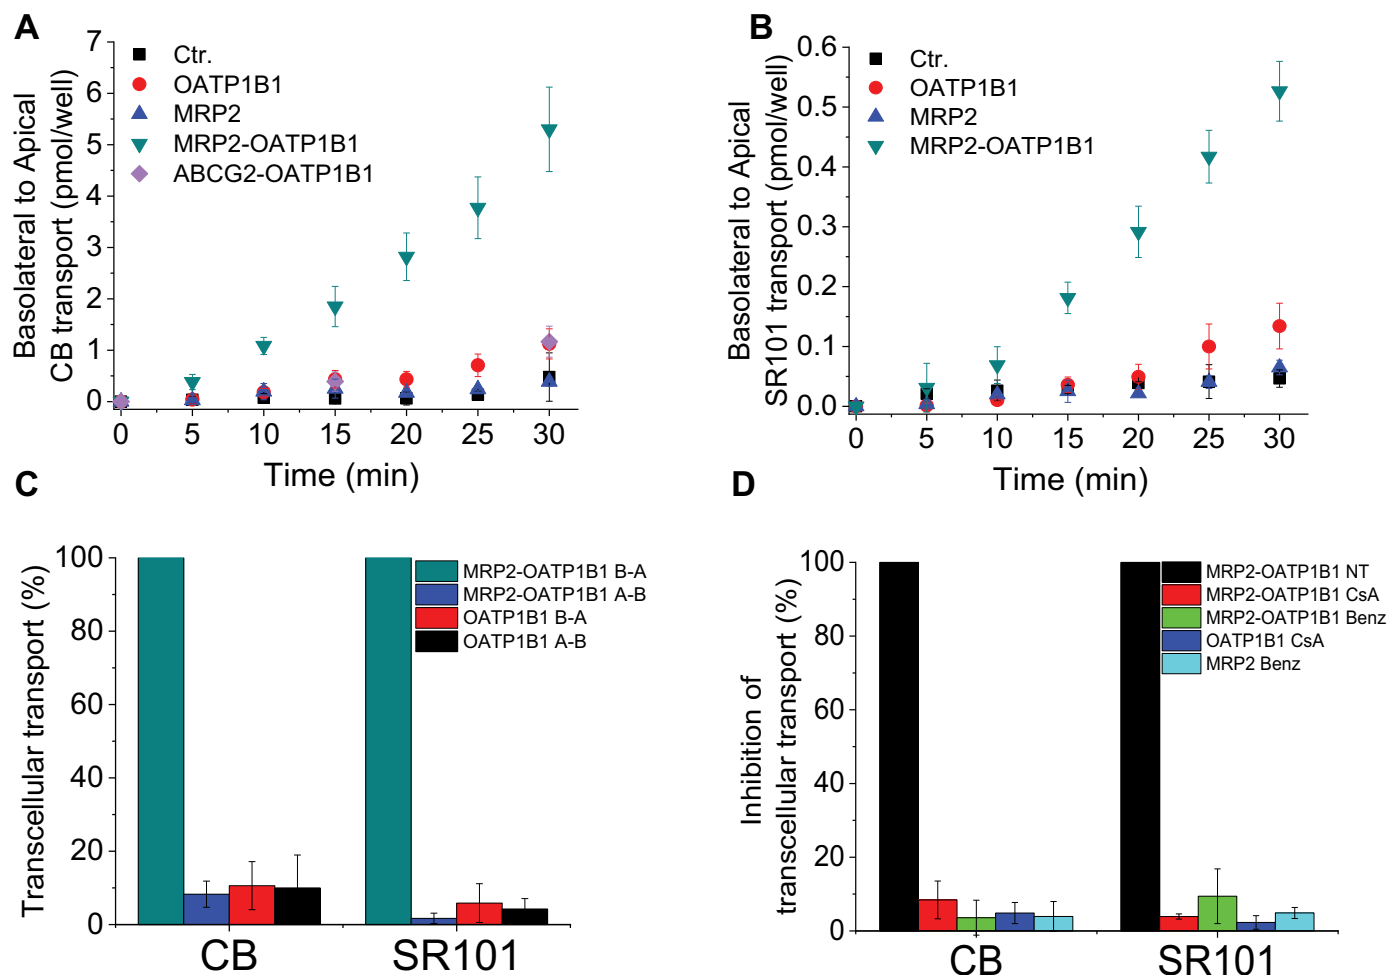 A
Basolateral to Apical
CB transport (pmol/well)
7
6
5
4
3
2
1
0
Ctr.
OATP1B1
MRP2
MRP2-OATP1B1
ABCG2-OATP1B1
0 5 10 15 20 25 30
Time (min)
B
Basolateral to Apical
SR101 transport (pmol/well)
0.6
0.5
0.4
0.3
0.2
0.1
0.0
Ctr.
OATP1B1
MRP2
MRP2-OATP1B1
0 5 10 15 20 25 30
Time (min)
C
Transcellular transport (%)
100
80
60
40
20
0
MRP2-OATP1B1 B-A
MRP2-OATP1B1 A-B
OATP1B1 B-A
OATP1B1 A-B
CB SR101
D
Inhibition of
transcellular transport (%)
100
80
60
40
20
0
MRP2-OATP1B1 NT
MRP2-OATP1B1 CsA
MRP2-OATP1B1 Benz
OATP1B1 CsA
MRP2 Benz
CB SR101